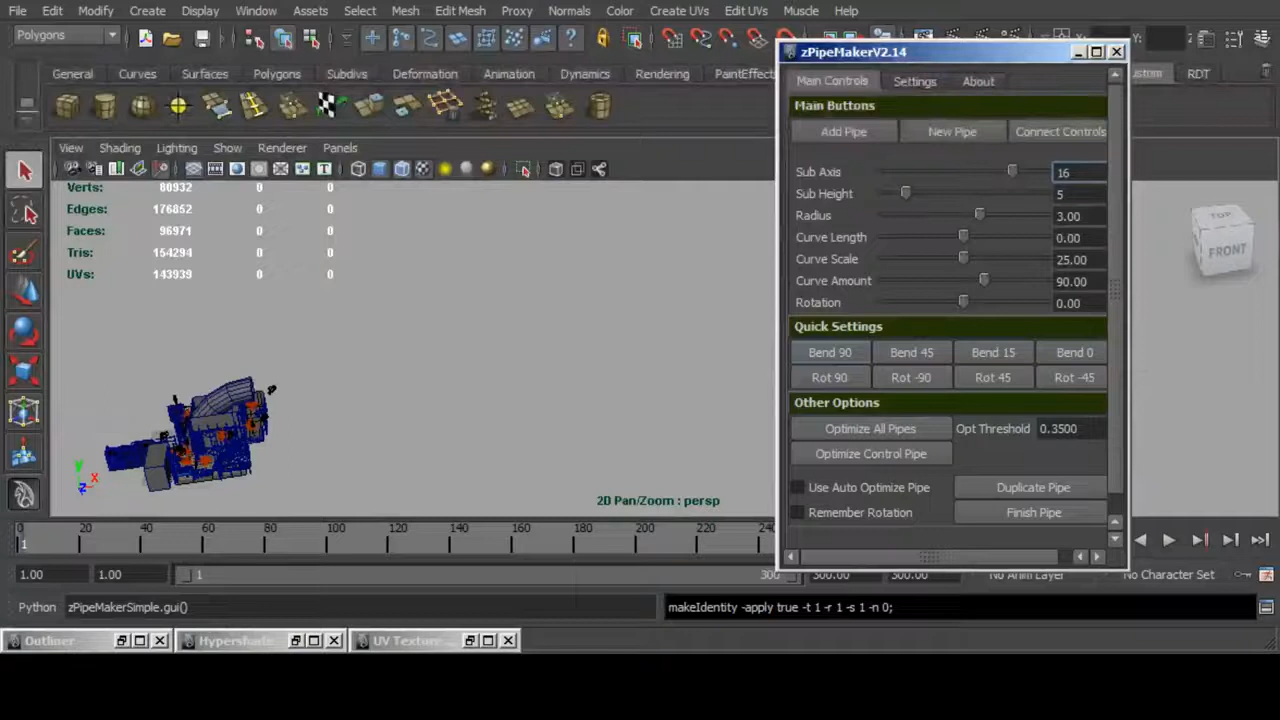 File Edit Modify Create Display Window Assets Select Mesh Edit Mesh Proxy Normals Color Create UVs Edit UVs Muscle Help
Polygons
zPipeMakerV2.14
General Curves Surfaces Polygons Subdivs Deformation Animation Dynamics Rendering PaintEffect RDT
Main Controls Settings About
Main Buttons
Add Pipe New Pipe Connect Controls
View Shading Lighting Show Renderer Panels
Verts: 80932 0 0
Edges: 176852 0 0
Faces: 96971 0 0
Tris: 154294 0 0
UVs: 143939 0 0
Sub Axis 16
Sub Height 5
Radius 3.00
Curve Length 0.00
Curve Scale 25.00
Curve Amount 90.00
Rotation 0.00
TOP
FRONT
Quick Settings
Bend 90 Bend 45 Bend 15 Bend 0
Rot 90 Rot -90 Rot 45 Rot -45
Other Options
Optimize All Pipes Opt Threshold 0.3500
Optimize Control Pipe
Use Auto Optimize Pipe Duplicate Pipe
Remember Rotation Finish Pipe
y x z
2D Pan/Zoom : persp
0 20 40 60 80 100 120 140 160 180 200 220 24
1
1.00 1.00 1 300 300.00 300.00 No Anim Layer No Character Set
Python zPipeMakerSimple.gui() makeIdentity -apply true -t 1 -r 1 -s 1 -n 0;
Outliner Hypershade UV Texture